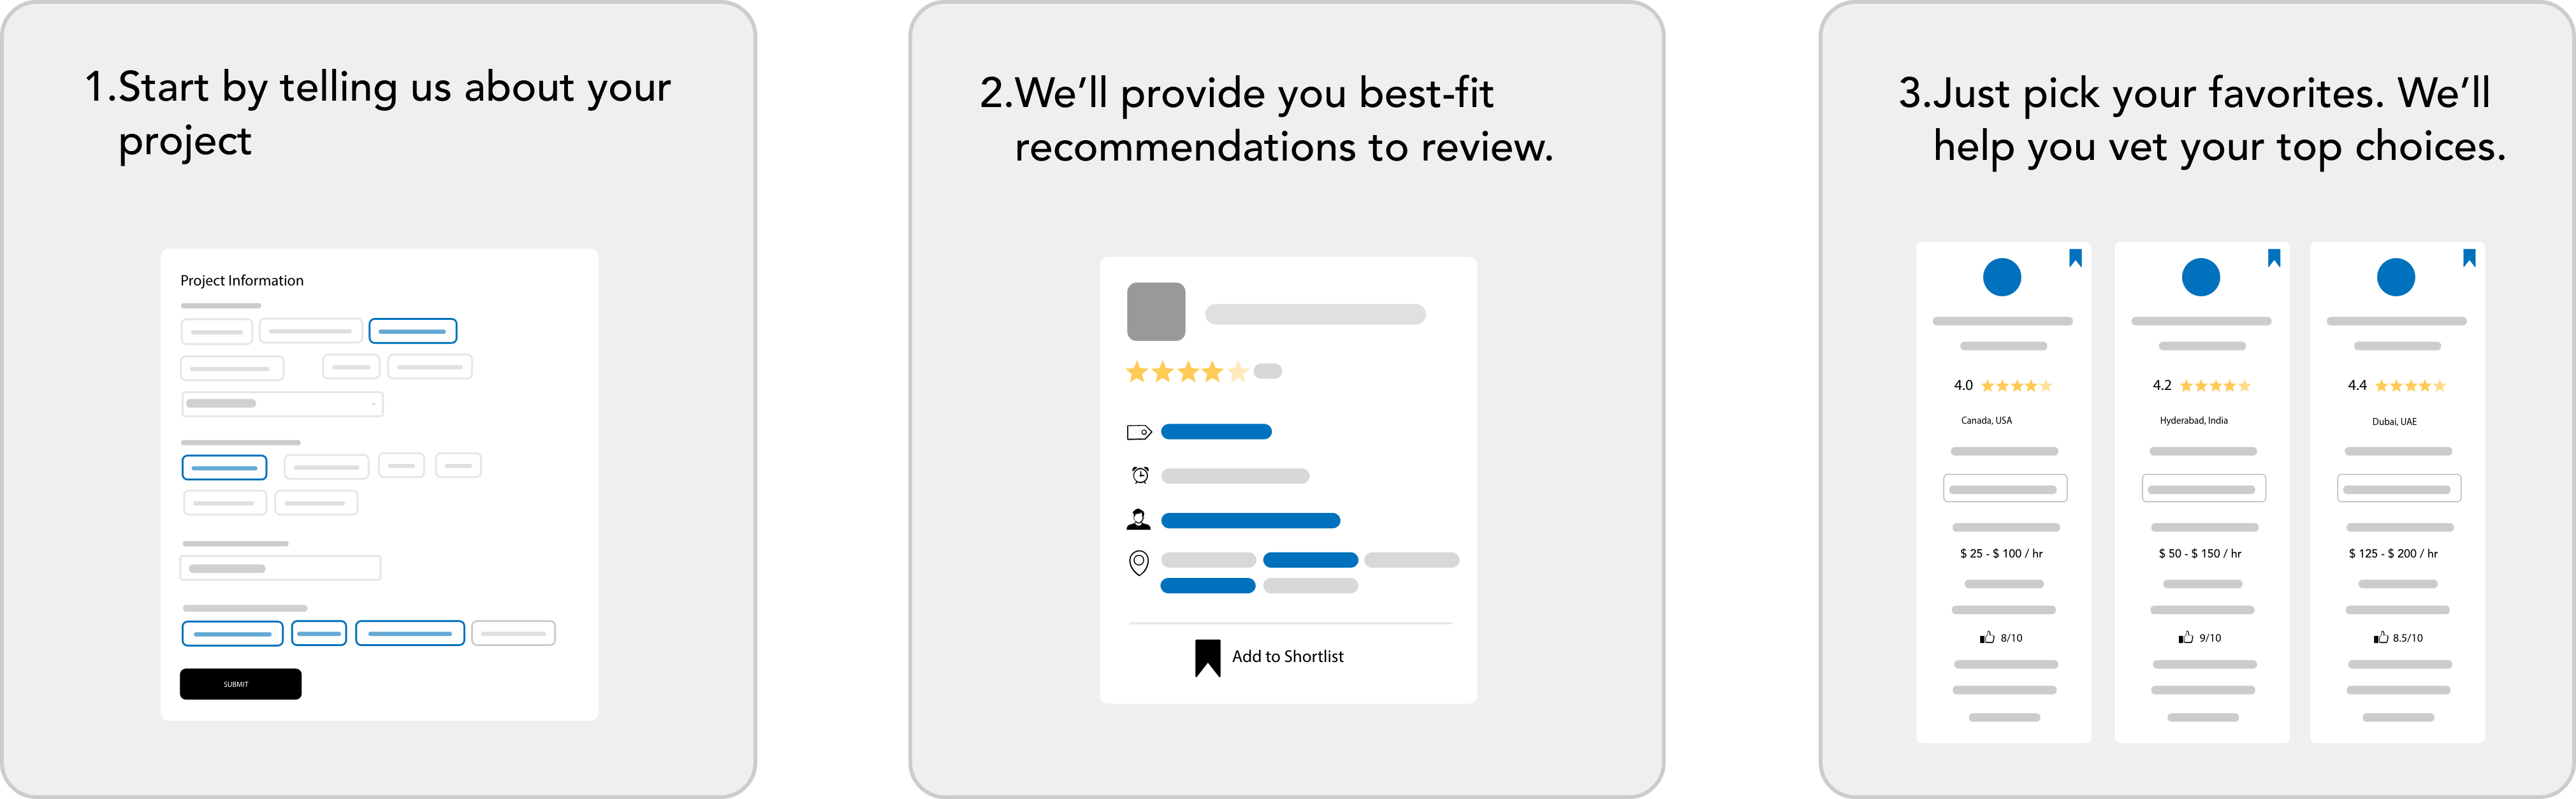 1.Start by telling us about your
project
Project Information
SUBMIT
2.We’ll provide you best-fit
recommendations to review.
Add to Shortlist
3.Just pick your favorites. We’ll
help you vet your top choices.
4.0
Canada, USA
$ 25 - $ 100 / hr
8/10
4.2
Hyderabad, India
$ 50 - $ 150 / hr
9/10
4.4
Dubai, UAE
$ 125 - $ 200 / hr
8.5/10